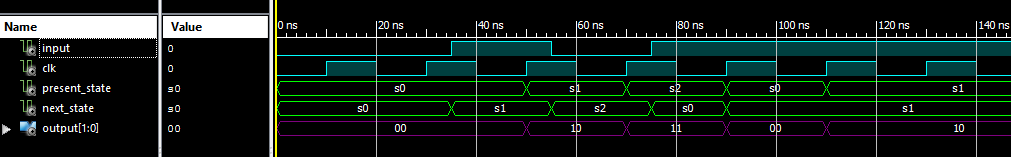 Name Value 0 ns 20 ns 40 ns 60 ns 80 ns 100 ns 120 ns 140 ns
input 0
clk 0
present_state s0 s0 s1 s2 s0 s1
next_state s0 s0 s1 s2 s0 s1
output[1:0] 00 00 10 11 00 10